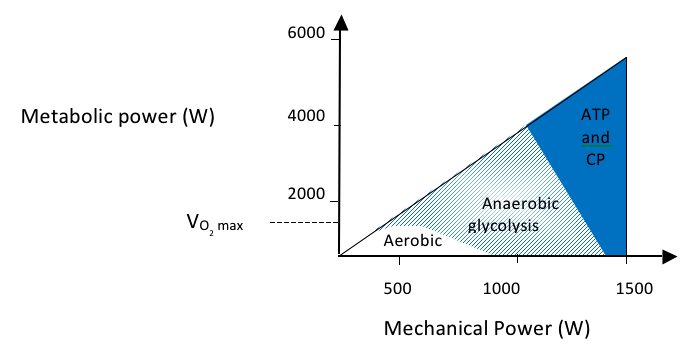 6000
Metabolic power (W)
4000
ATP
and
CP
2000
Anaerobic
glycolysis
VO2 max
Aerobic
500
1000
1500
Mechanical Power (W)